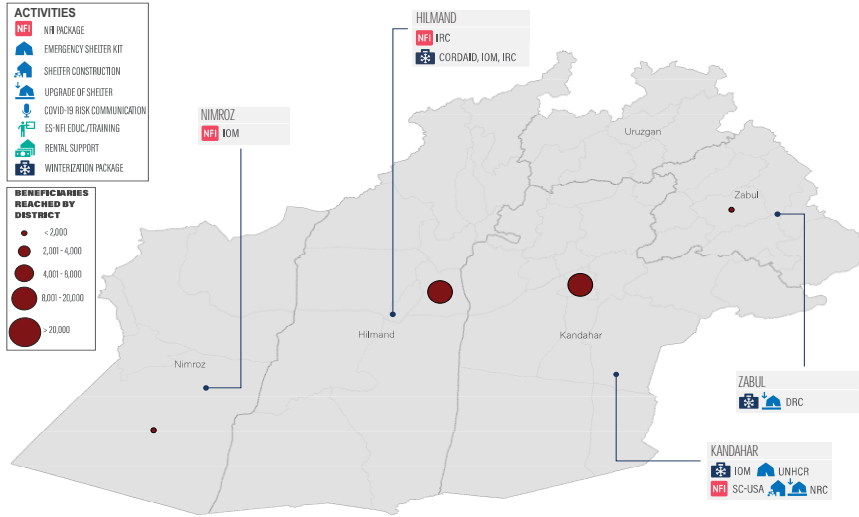 ACTIVITIES
NFI NFI PACKAGE
EMERGENCY SHELTER KIT
SHELTER CONSTRUCTION
UPGRADE OF SHELTER
COVID-19 RISK COMMUNICATION
ES-NFI EDUC./TRAINING
RENTAL SUPPORT
WINTERIZATION PACKAGE
BENEFICIARIES
REACHED BY
DISTRICT
< 2,000
2,001 - 4,000
4,001 - 8,000
8,001 - 20,000
> 20,000
HILMAND
NFI IRC
CORDAID, IOM, IRC
NIMROZ
NFI IOM
Uruzgan
Zabul
Hilmand
Kandahar
Nimroz
ZABUL
DRC
KANDAHAR
IOM UNHCR
NFI SC-USA NRC